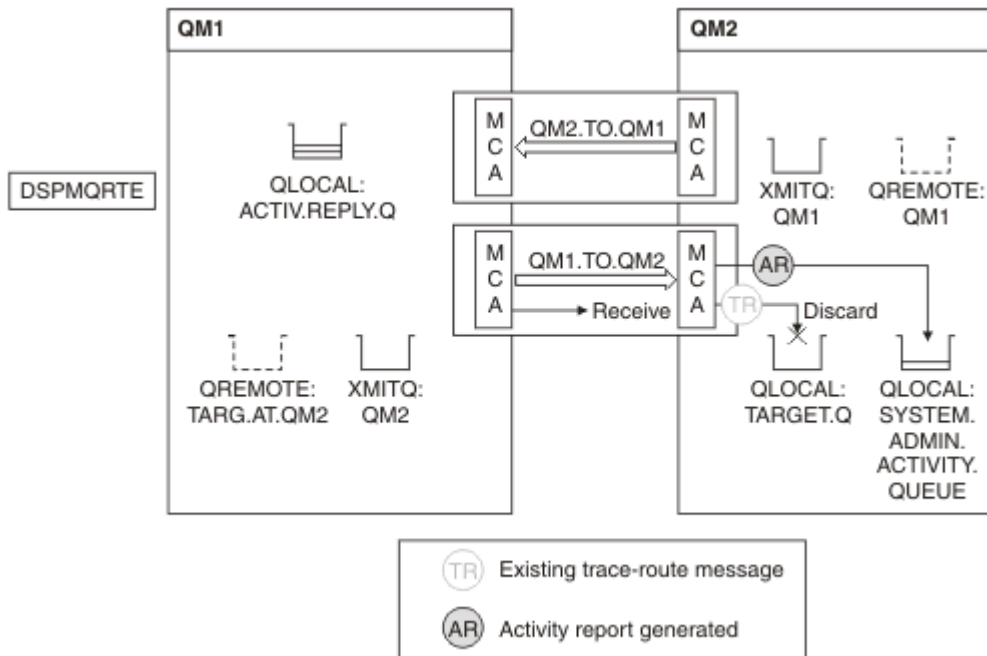 QM1
QM2
M
C
A
QM2.TO.QM1
M
C
A
DSPMQRTE
QLOCAL:
ACTIV.REPLY.Q
XMITQ:
QM1
QREMOTE:
QM1
M
C
A
QM1.TO.QM2
Receive
M
C
A
AR
TR
Discard
QREMOTE:
TARG.AT.QM2
XMITQ:
QM2
QLOCAL:
TARGET.Q
QLOCAL:
SYSTEM.
ADMIN.
ACTIVITY.
QUEUE
TR Existing trace-route message
AR Activity report generated